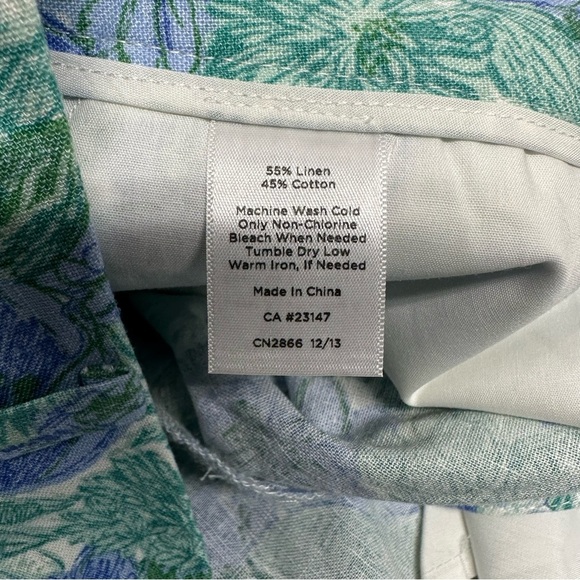 55% Linen
45% Cotton
Machine Wash Cold
Only Non-Chlorine
Bleach When Needed
Tumble Dry Low
Warm Iron, If Needed
Made In China
CA #23147
CN2866 12/13